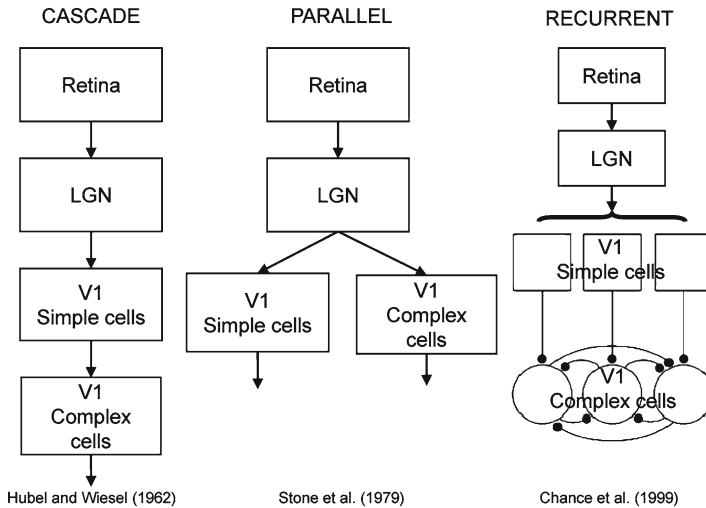 CASCADE
Retina
LGN
V1
Simple cells
V1
Complex
cells
Hubel and Wiesel (1962)
PARALLEL
Retina
LGN
V1
Simple cells
V1
Complex
cells
Stone et al. (1979)
RECURRENT
Retina
LGN
V1
Simple cells
V1
Complex cells
Chance et al. (1999)